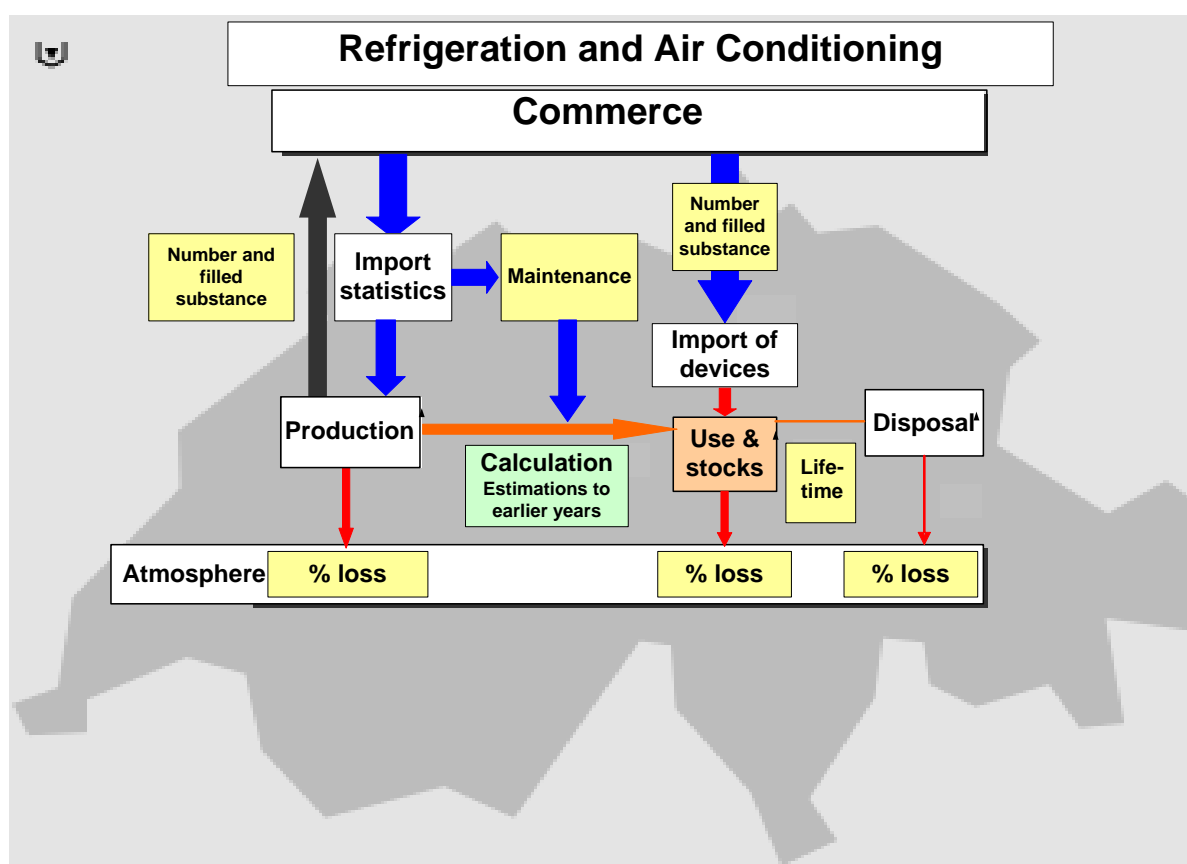 Refrigeration and Air Conditioning
Commerce
Number and filled
substance
Number
and filled
substance
Import
statistics
Maintenance
Import of
devices
Production
Use &
stocks
Disposal
Calculation
Estimations to
earlier years
Life-
time
Atmosphere
% loss
% loss
% loss